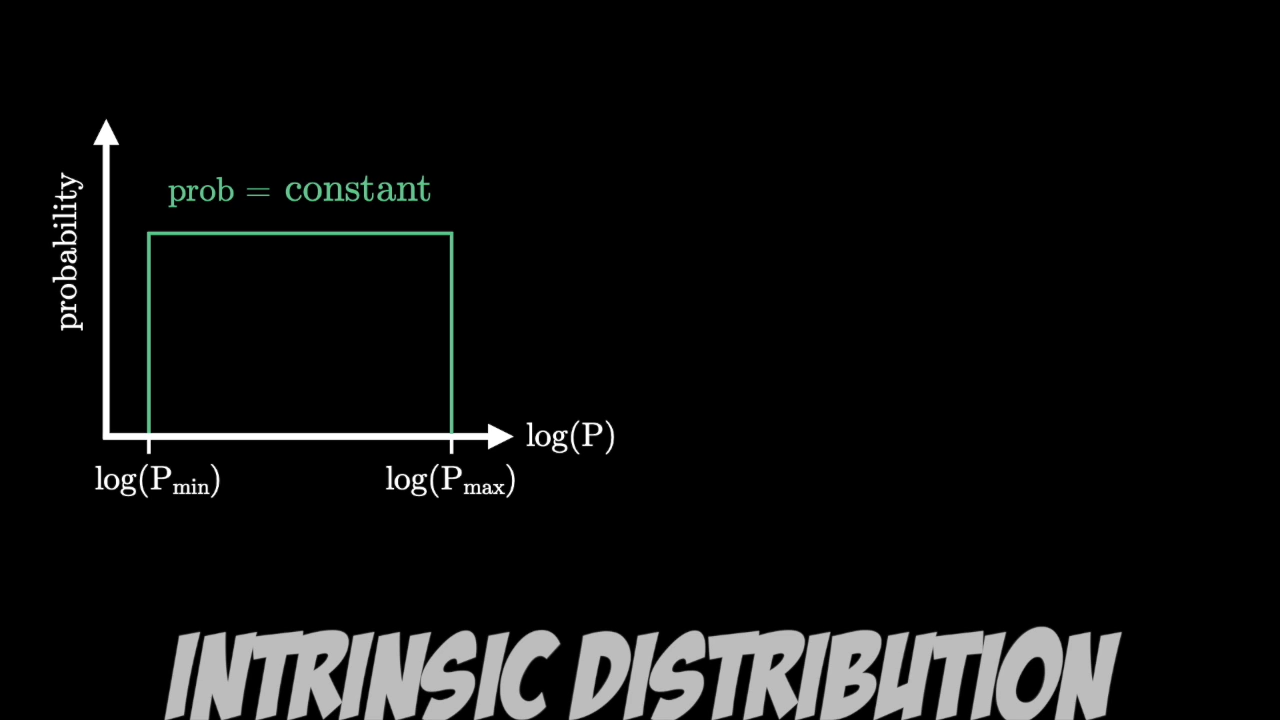 probability
prob = constant
log(P)
log(Pmin)
log(Pmax)
INTRINSIC DISTRIBUTION